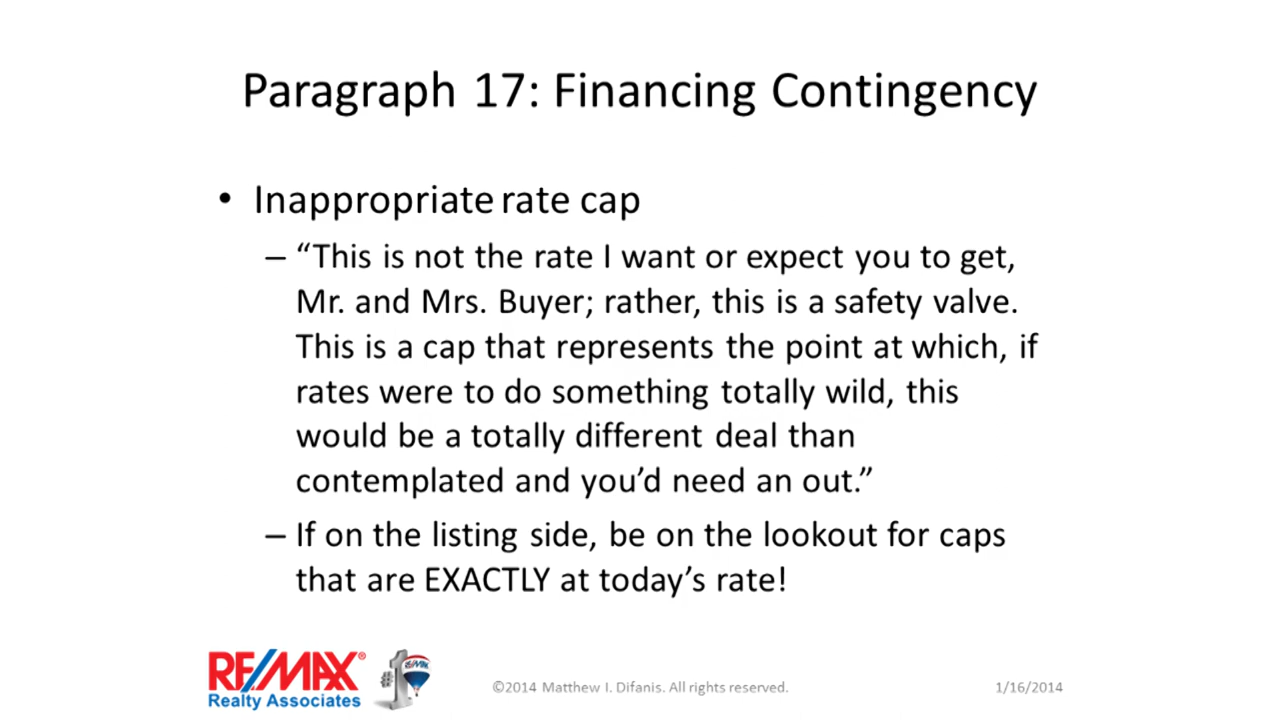 Paragraph 17: Financing Contingency
• Inappropriate rate cap
– “This is not the rate I want or expect you to get,
Mr. and Mrs. Buyer; rather, this is a safety valve.
This is a cap that represents the point at which, if
rates were to do something totally wild, this
would be a totally different deal than
contemplated and you’d need an out.”
– If on the listing side, be on the lookout for caps
that are EXACTLY at today’s rate!
RE/MAX®
Realty Associates
#1
RE/MAX
©2014 Matthew I. Difanis. All rights reserved.
1/16/2014